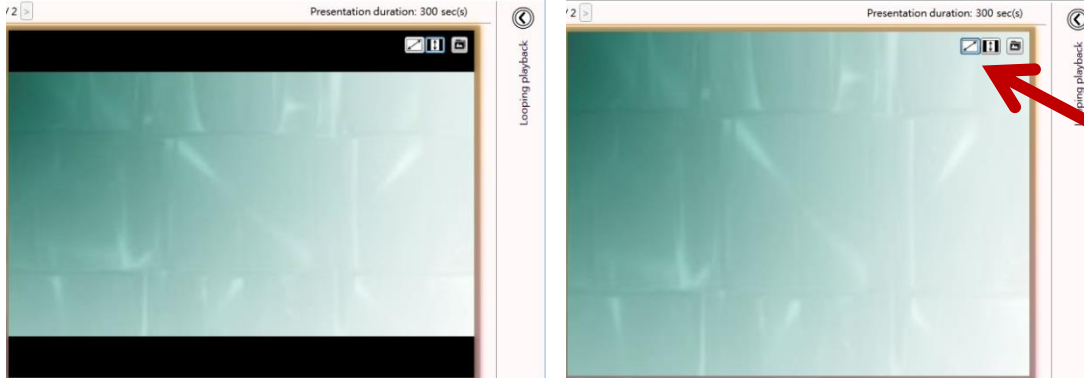 / 2 > Presentation duration: 300 sec(s)
Looping playback
/ 2 > Presentation duration: 300 sec(s)
Looping playback